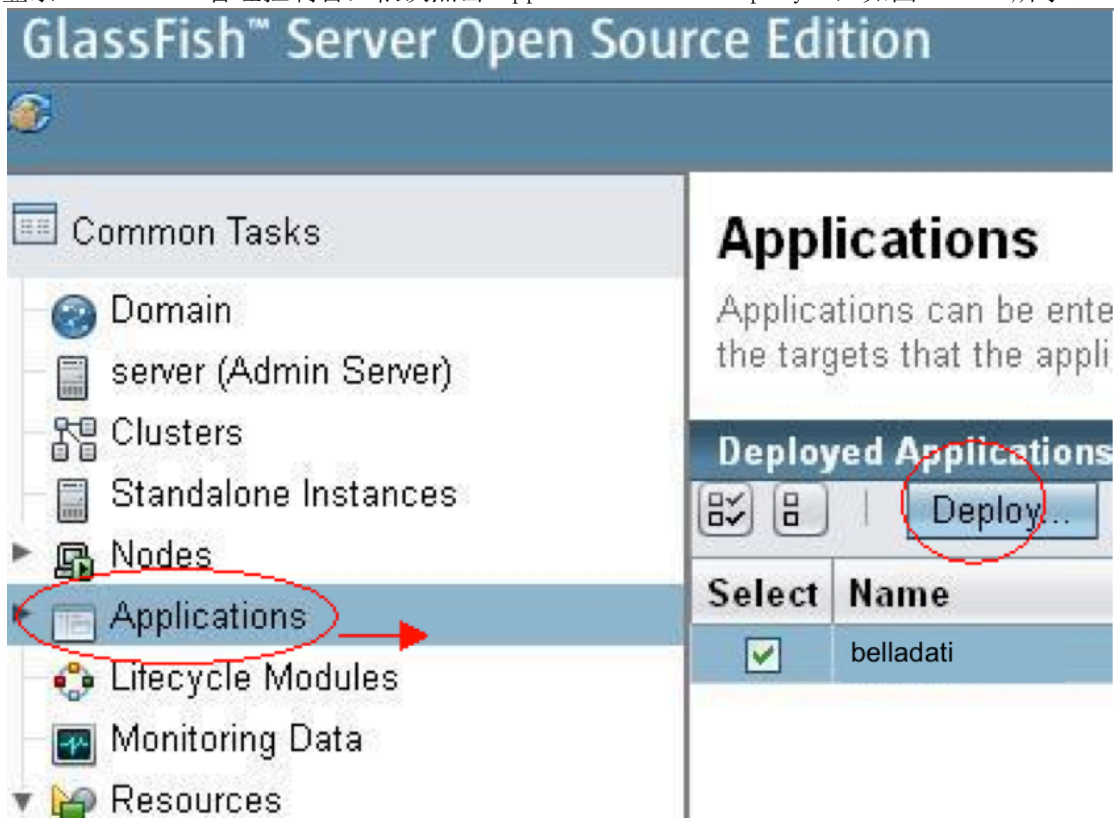 GlassFish™ Server Open Source Edition
Common Tasks
Domain
server (Admin Server)
Clusters
Standalone Instances
Nodes
Applications
Lifecycle Modules
Monitoring Data
Resources
Applications
Applications can be ente
the targets that the appli
Deployed Applications
Deploy...
Select Name
belladati